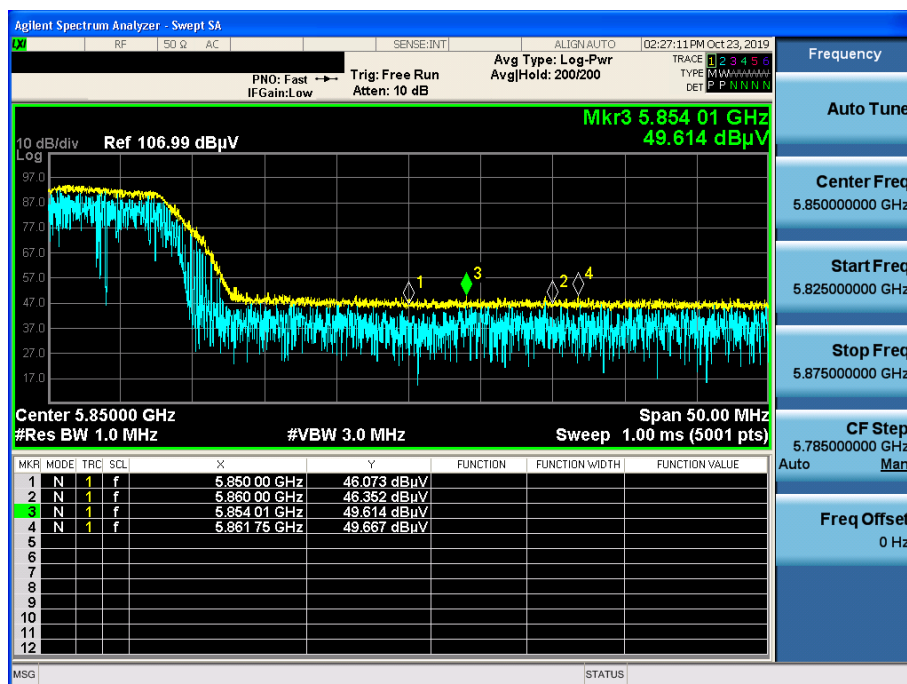 Agilent Spectrum Analyzer - Swept SA
LXI RF 50 Ω AC SENSE:INT ALIGN AUTO 02:27:11 PM Oct 23, 2019
PNO: Fast Trig: Free Run Avg Type: Log-Pwr TRACE 1 2 3 4 5 6
IFGain:Low Atten: 10 dB Avg|Hold: 200/200 TYPE M W W W W W
DET P P N N N N
Mkr3 5.854 01 GHz
49.614 dBµV
10 dB/div Ref 106.99 dBµV
Log
97.0
87.0
77.0
67.0
57.0
47.0
37.0
27.0
17.0
1 3 2 4
Center 5.85000 GHz Span 50.00 MHz
#Res BW 1.0 MHz #VBW 3.0 MHz Sweep 1.00 ms (5001 pts)
MKR MODE TRC SCL X Y FUNCTION FUNCTION WIDTH FUNCTION VALUE
1 N 1 f 5.850 00 GHz 46.073 dBµV
2 N 1 f 5.860 00 GHz 46.352 dBµV
3 N 1 f 5.854 01 GHz 49.614 dBµV
4 N 1 f 5.861 75 GHz 49.667 dBµV
5
6
7
8
9
10
11
12
MSG STATUS
Frequency
Auto Tune
Center Freq
5.850000000 GHz
Start Freq
5.825000000 GHz
Stop Freq
5.875000000 GHz
CF Step
5.785000000 GHz
Auto Man
Freq Offset
0 Hz